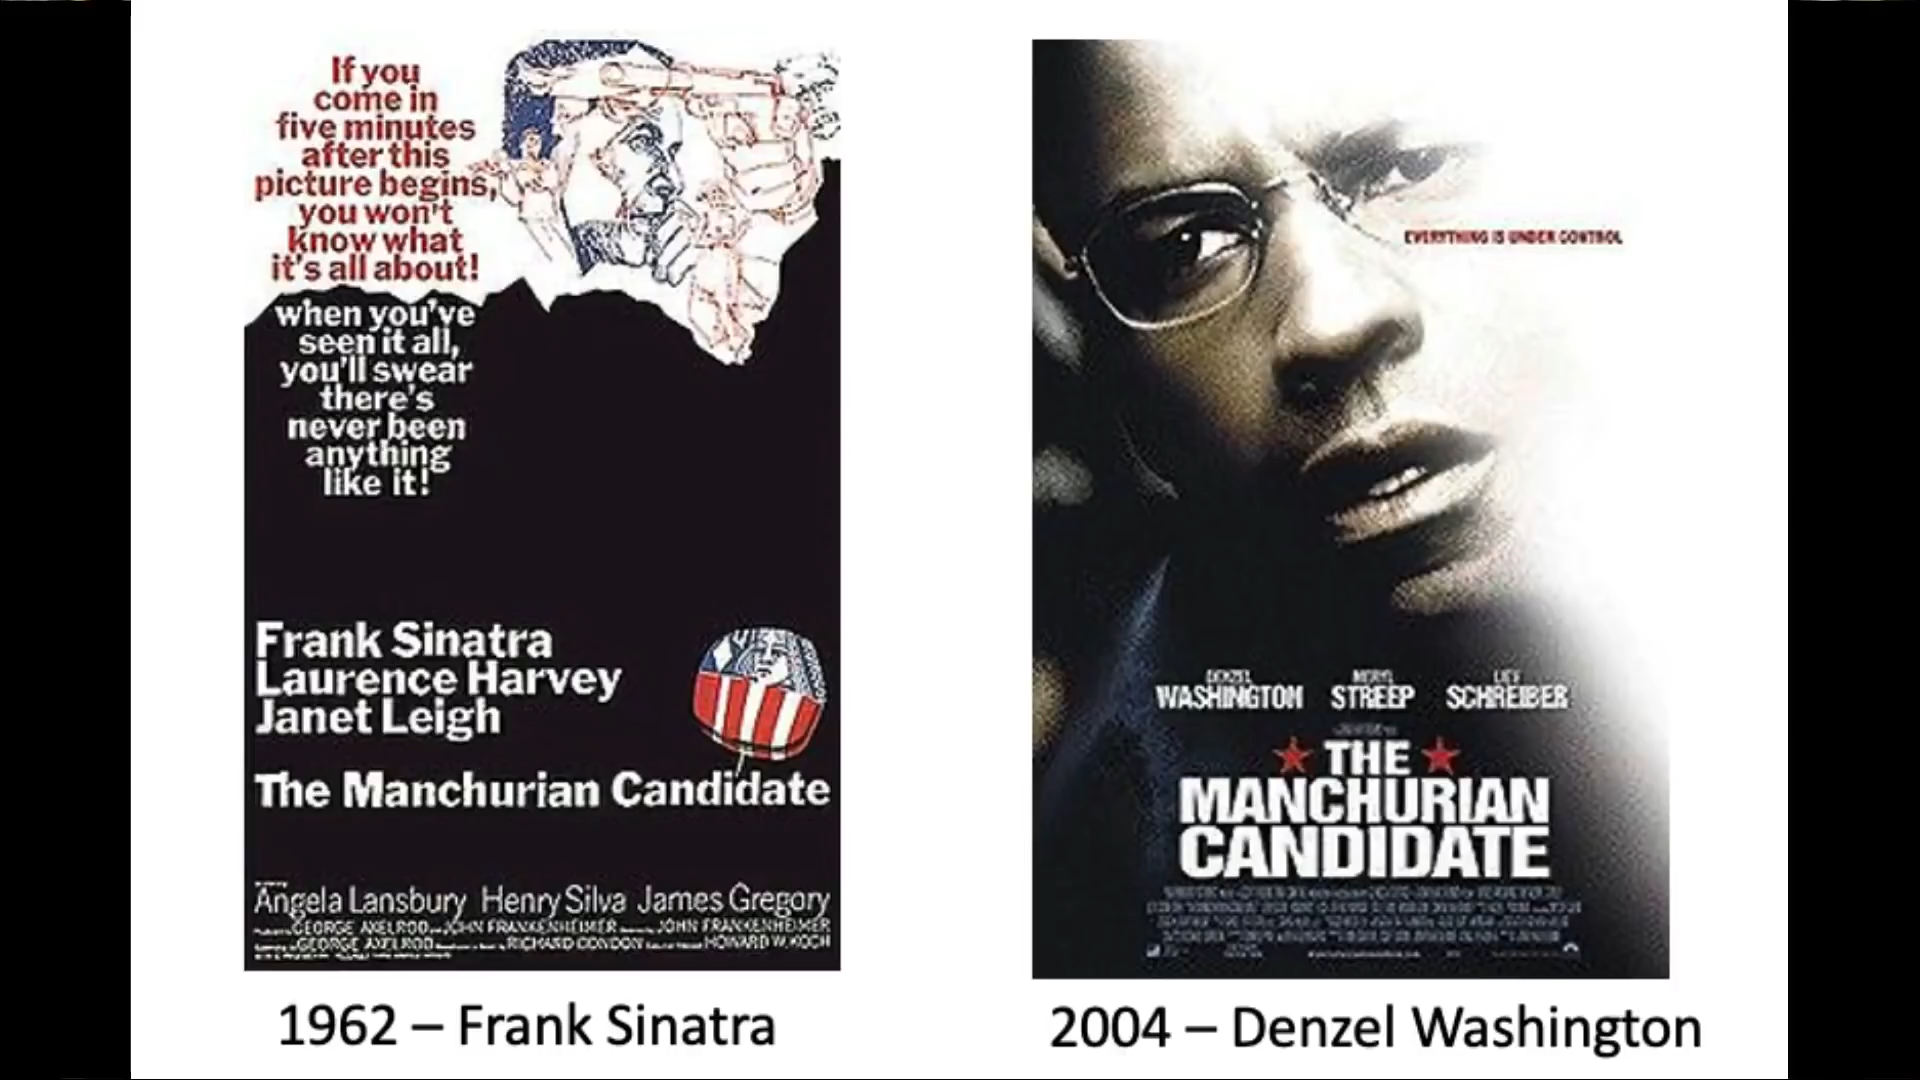 If you
come in
five minutes
after this
picture begins,
you won't
know what
it's all about!
when you've
seen it all,
you'll swear
there's
never been
anything
like it!
Frank Sinatra
Laurence Harvey
Janet Leigh
The Manchurian Candidate
Angela Lansbury Henry Silva James Gregory
GEORGE AXELROD JOHN FRANKENHEIMER JOHN FRANKENHEIMER
GEORGE AXELROD RICHARD CONDON HOWARD W. KOCH
1962 – Frank Sinatra
EVERYTHING IS UNDER CONTROL
DENZEL MERYL LIEV
WASHINGTON STREEP SCHREIBER
THE
MANCHURIAN
CANDIDATE
2004 – Denzel Washington